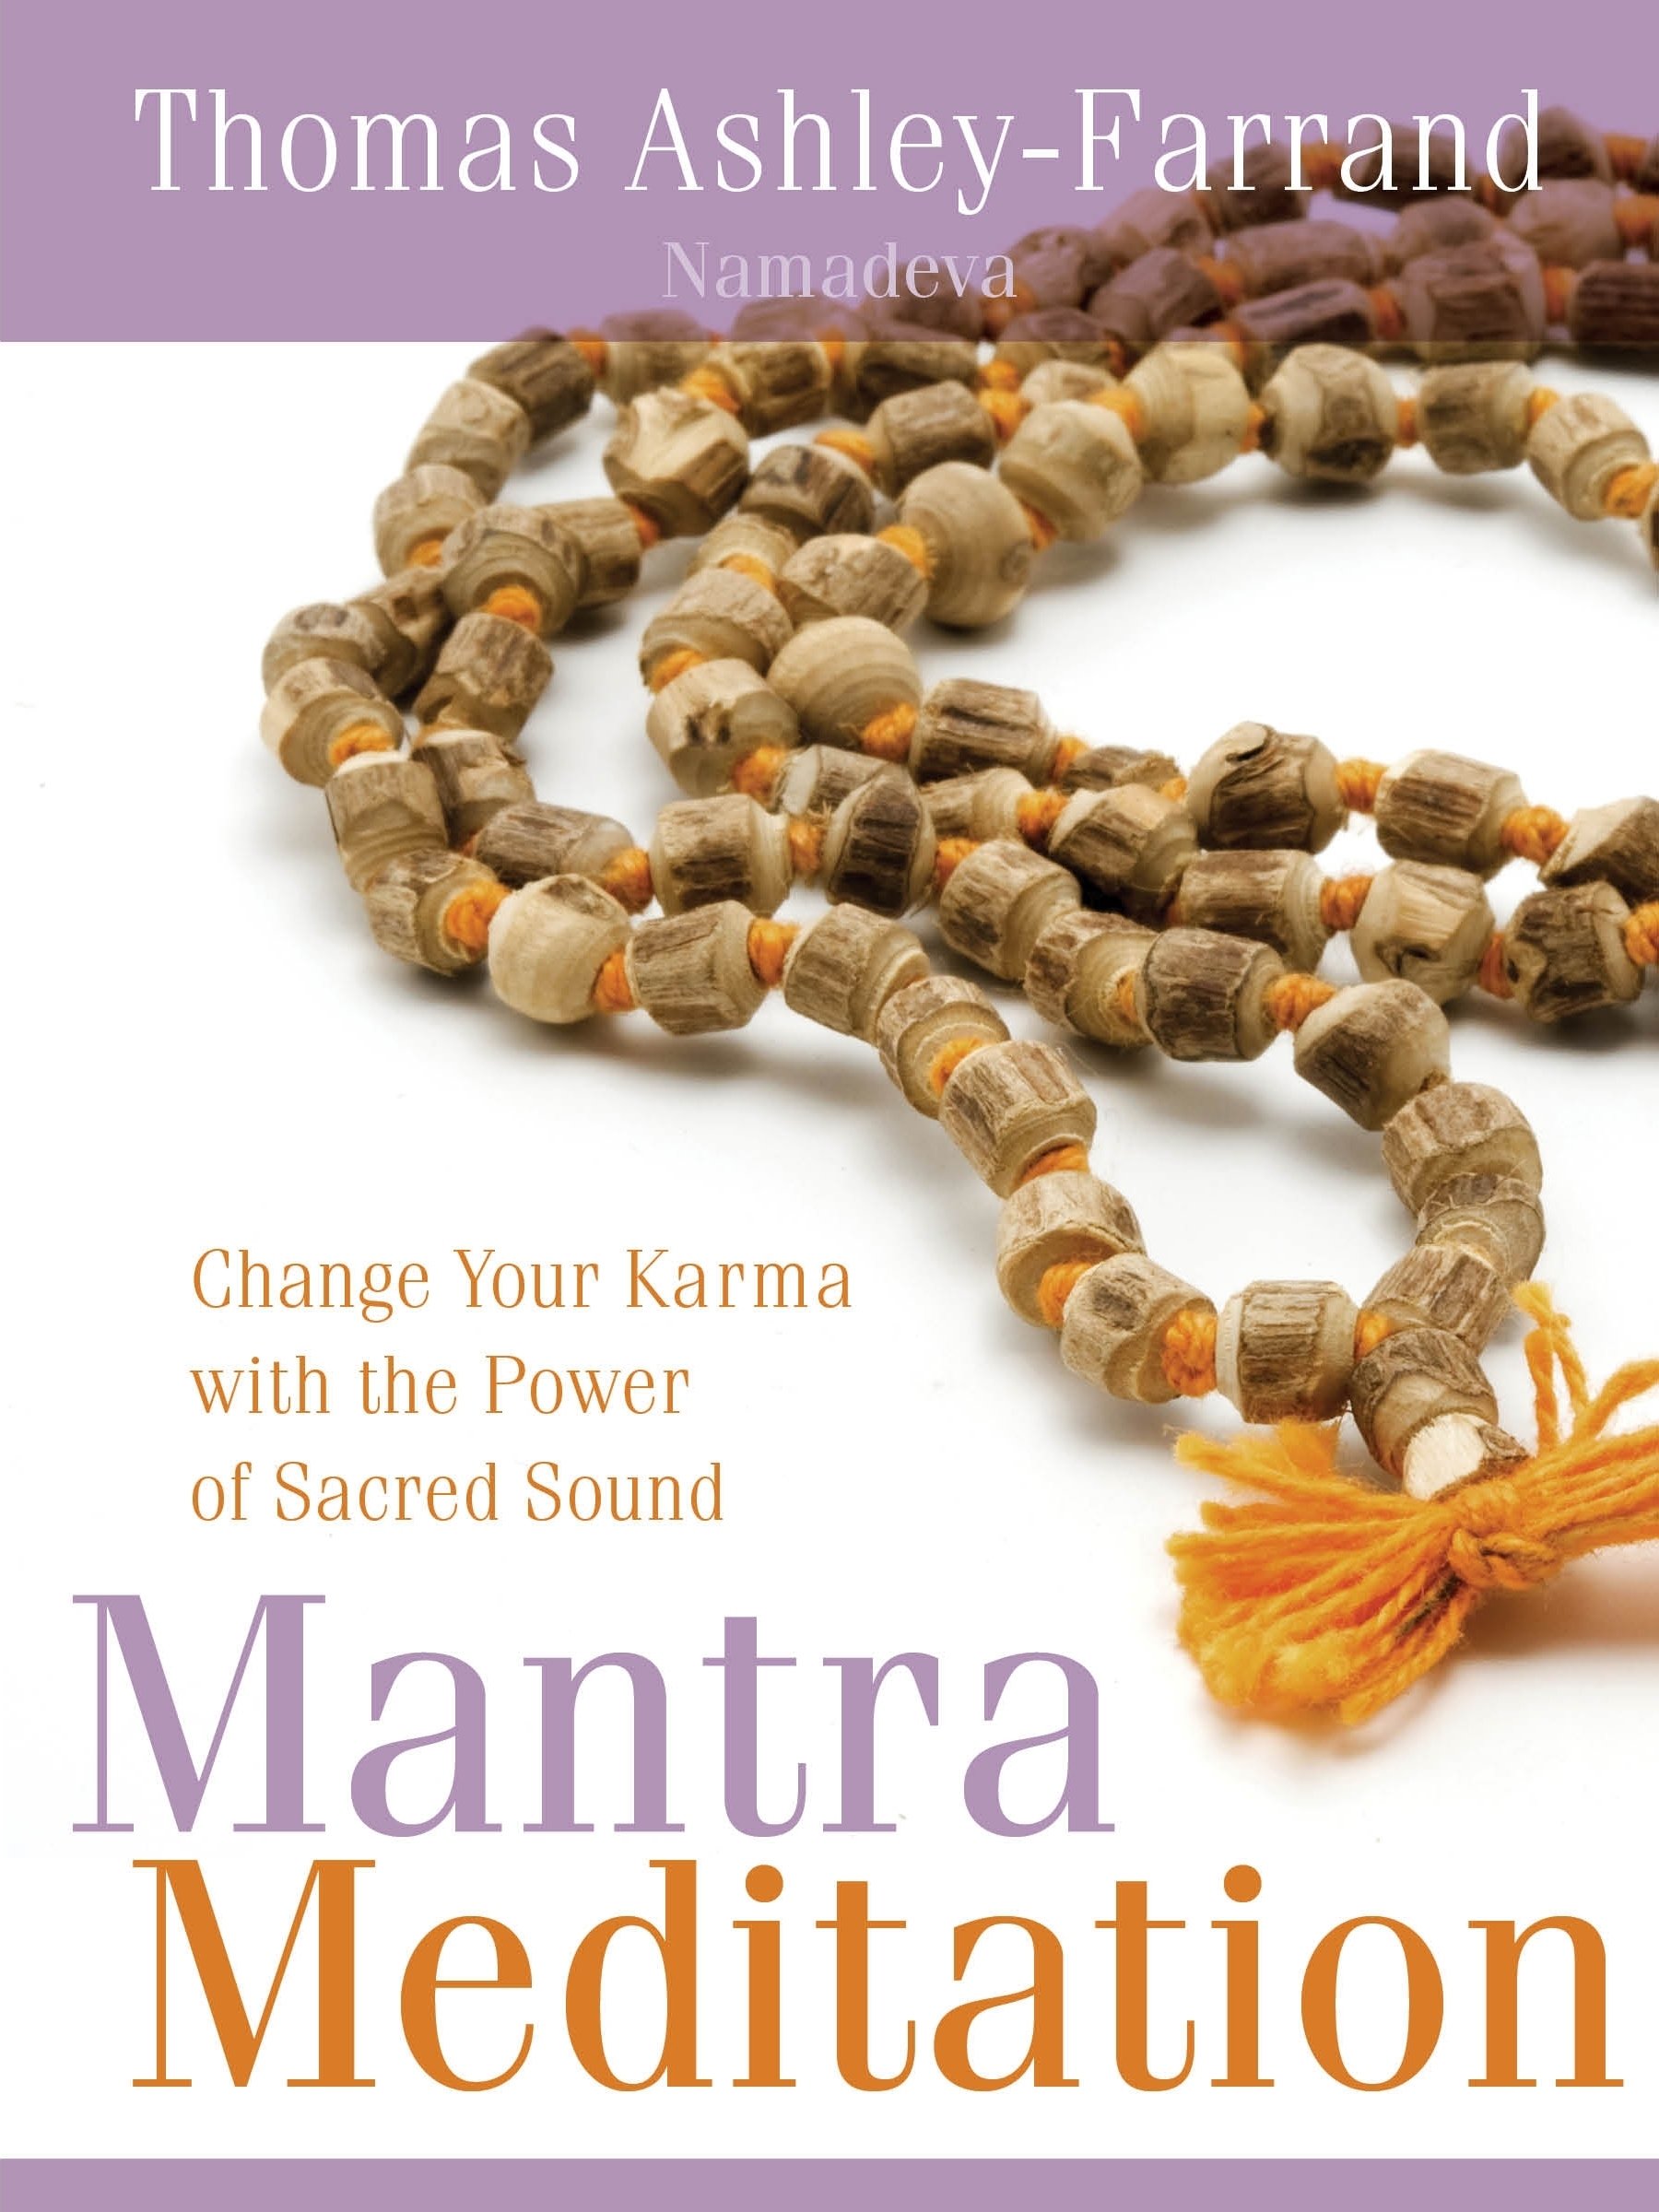 Thomas Ashley-Farrand
Namadeva
Change Your Karma
with the Power
of Sacred Sound
Mantra
Meditation